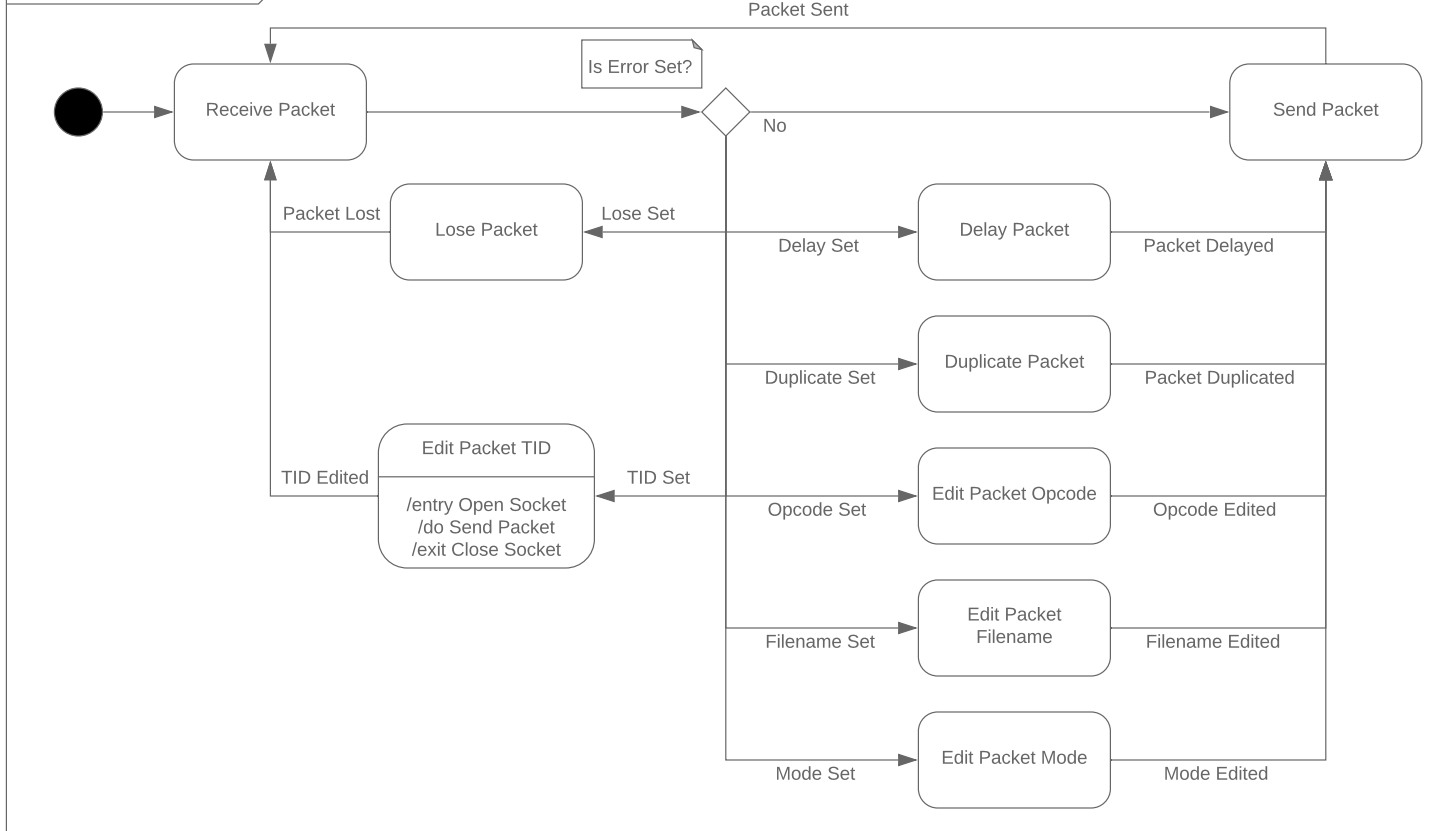 Packet Sent
Is Error Set?
Receive Packet
No
Send Packet
Packet Lost
Lose Packet
Lose Set
Delay Set
Delay Packet
Packet Delayed
Duplicate Set
Duplicate Packet
Packet Duplicated
TID Edited
Edit Packet TID
/entry Open Socket
/do Send Packet
/exit Close Socket
TID Set
Opcode Set
Edit Packet Opcode
Opcode Edited
Filename Set
Edit Packet
Filename
Filename Edited
Mode Set
Edit Packet Mode
Mode Edited